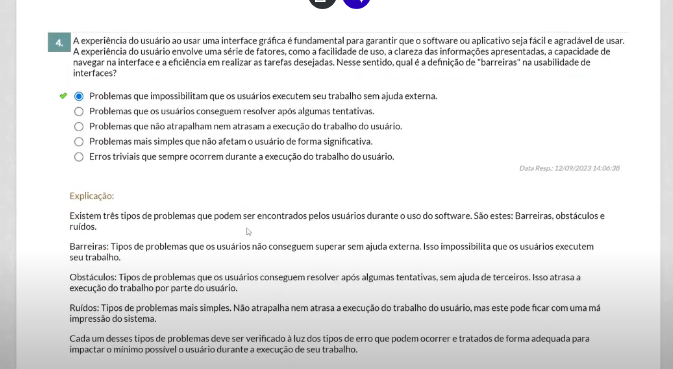 4. A experiência do usuário ao usar uma interface gráfica é fundamental para garantir que o software ou aplicativo seja fácil e agradável de usar.
A experiência do usuário envolve uma série de fatores, como a facilidade de uso, a clareza das informações apresentadas, a capacidade de
navegar na interface e a eficiência em realizar as tarefas desejadas. Nesse sentido, qual é a definição de "barreiras" na usabilidade de
interfaces?
Problemas que impossibilitam que os usuários executem seu trabalho sem ajuda externa.
Problemas que os usuários conseguem resolver após algumas tentativas.
Problemas que não atrapalham nem atrasam a execução do trabalho do usuário.
Problemas mais simples que não afetam o usuário de forma significativa.
Erros triviais que sempre ocorrem durante a execução do trabalho do usuário.
Data Resp.: 12/09/2023 14:06:38
Explicação:
Existem três tipos de problemas que podem ser encontrados pelos usuários durante o uso do software. São estes: Barreiras, obstáculos e
ruídos.
Barreiras: Tipos de problemas que os usuários não conseguem superar sem ajuda externa. Isso impossibilita que os usuários executem
seu trabalho.
Obstáculos: Tipos de problemas que os usuários conseguem resolver após algumas tentativas, sem ajuda de terceiros. Isso atrasa a
execução do trabalho por parte do usuário.
Ruídos: Tipos de problemas mais simples. Não atrapalha nem atrasa a execução do trabalho do usuário, mas este pode ficar com uma má
impressão do sistema.
Cada um desses tipos de problemas deve ser verificado à luz dos tipos de erro que podem ocorrer e tratados de forma adequada para
impactar o mínimo possível o usuário durante a execução de seu trabalho.